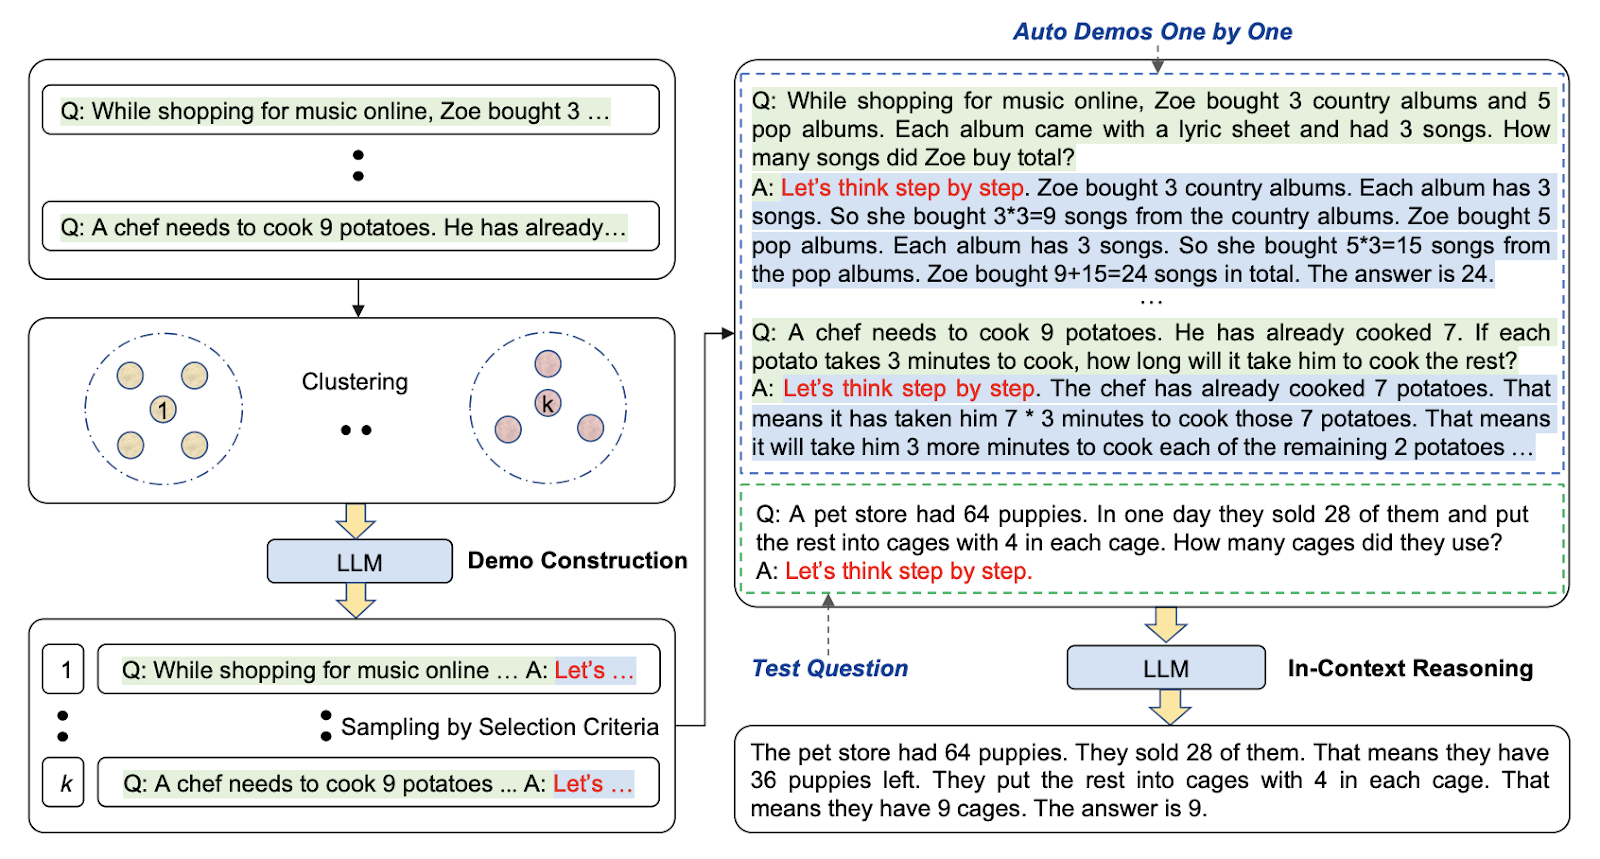 Auto Demos One by One
Q: While shopping for music online, Zoe bought 3 …
Q: A chef needs to cook 9 potatoes. He has already…
Clustering
1
k
LLM
Demo Construction
1
Q: While shopping for music online … A: Let's …
Sampling by Selection Criteria
k
Q: A chef needs to cook 9 potatoes ... A: Let's …
Q: While shopping for music online, Zoe bought 3 country albums and 5
pop albums. Each album came with a lyric sheet and had 3 songs. How
many songs did Zoe buy total?
A: Let's think step by step. Zoe bought 3 country albums. Each album has 3
songs. So she bought 3*3=9 songs from the country albums. Zoe bought 5
pop albums. Each album has 3 songs. So she bought 5*3=15 songs from
the pop albums. Zoe bought 9+15=24 songs in total. The answer is 24.
…
Q: A chef needs to cook 9 potatoes. He has already cooked 7. If each
potato takes 3 minutes to cook, how long will it take him to cook the rest?
A: Let's think step by step. The chef has already cooked 7 potatoes. That
means it has taken him 7 * 3 minutes to cook those 7 potatoes. That means
it will take him 3 more minutes to cook each of the remaining 2 potatoes …
Q: A pet store had 64 puppies. In one day they sold 28 of them and put
the rest into cages with 4 in each cage. How many cages did they use?
A: Let's think step by step.
Test Question
LLM
In-Context Reasoning
The pet store had 64 puppies. They sold 28 of them. That means they have
36 puppies left. They put the rest into cages with 4 in each cage. That
means they have 9 cages. The answer is 9.